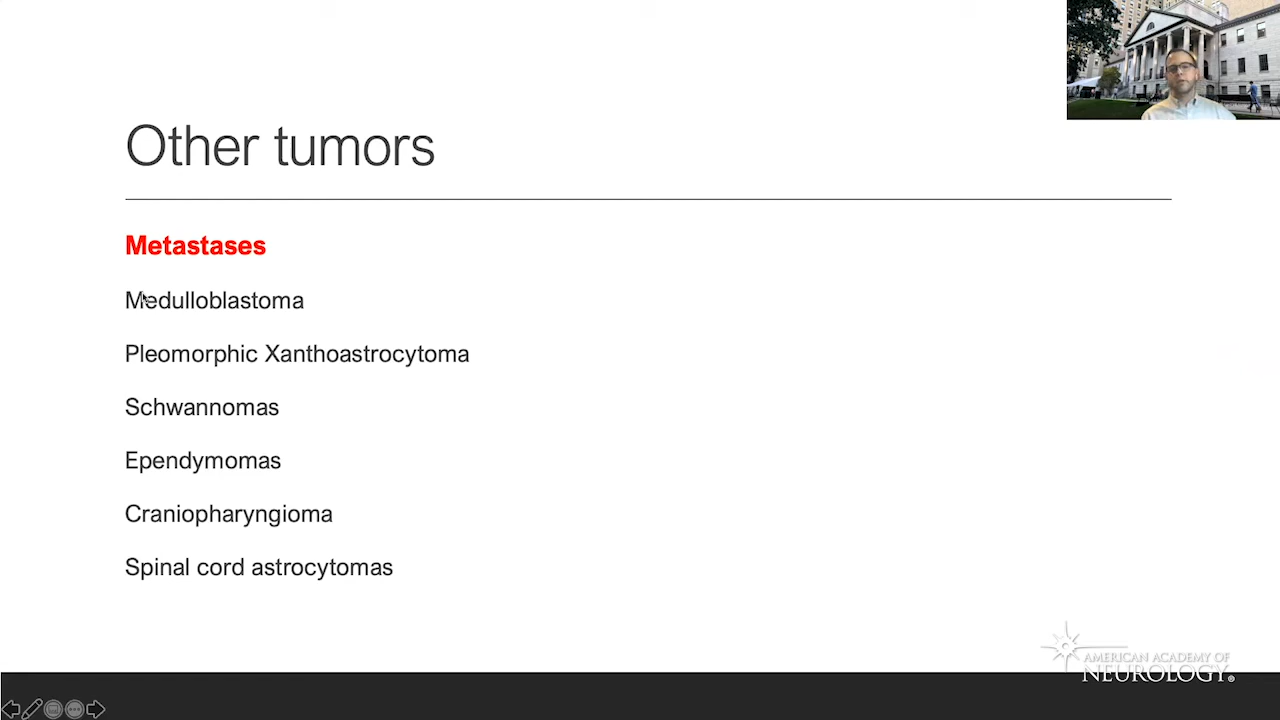 Other tumors
Metastases
Medulloblastoma
Pleomorphic Xanthoastrocytoma
Schwannomas
Ependymomas
Craniopharyngioma
Spinal cord astrocytomas
AMERICAN ACADEMY OF
NEUROLOGY®